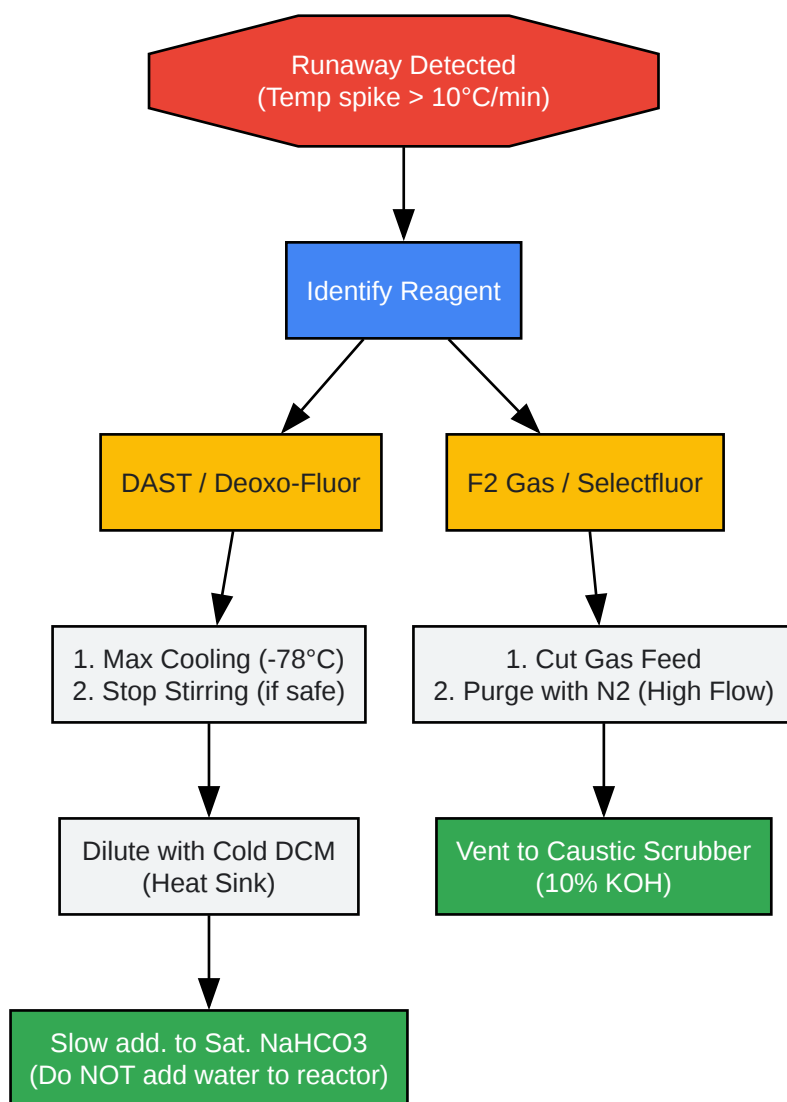 Runaway Detected
(Temp spike > 10°C/min)
Identify Reagent
DAST / Deoxo-Fluor
F2 Gas / Selectfluor
1. Max Cooling (-78°C)
2. Stop Stirring (if safe)
1. Cut Gas Feed
2. Purge with N2 (High Flow)
Dilute with Cold DCM
(Heat Sink)
Vent to Caustic Scrubber
(10% KOH)
Slow add. to Sat. NaHCO3
(Do NOT add water to reactor)